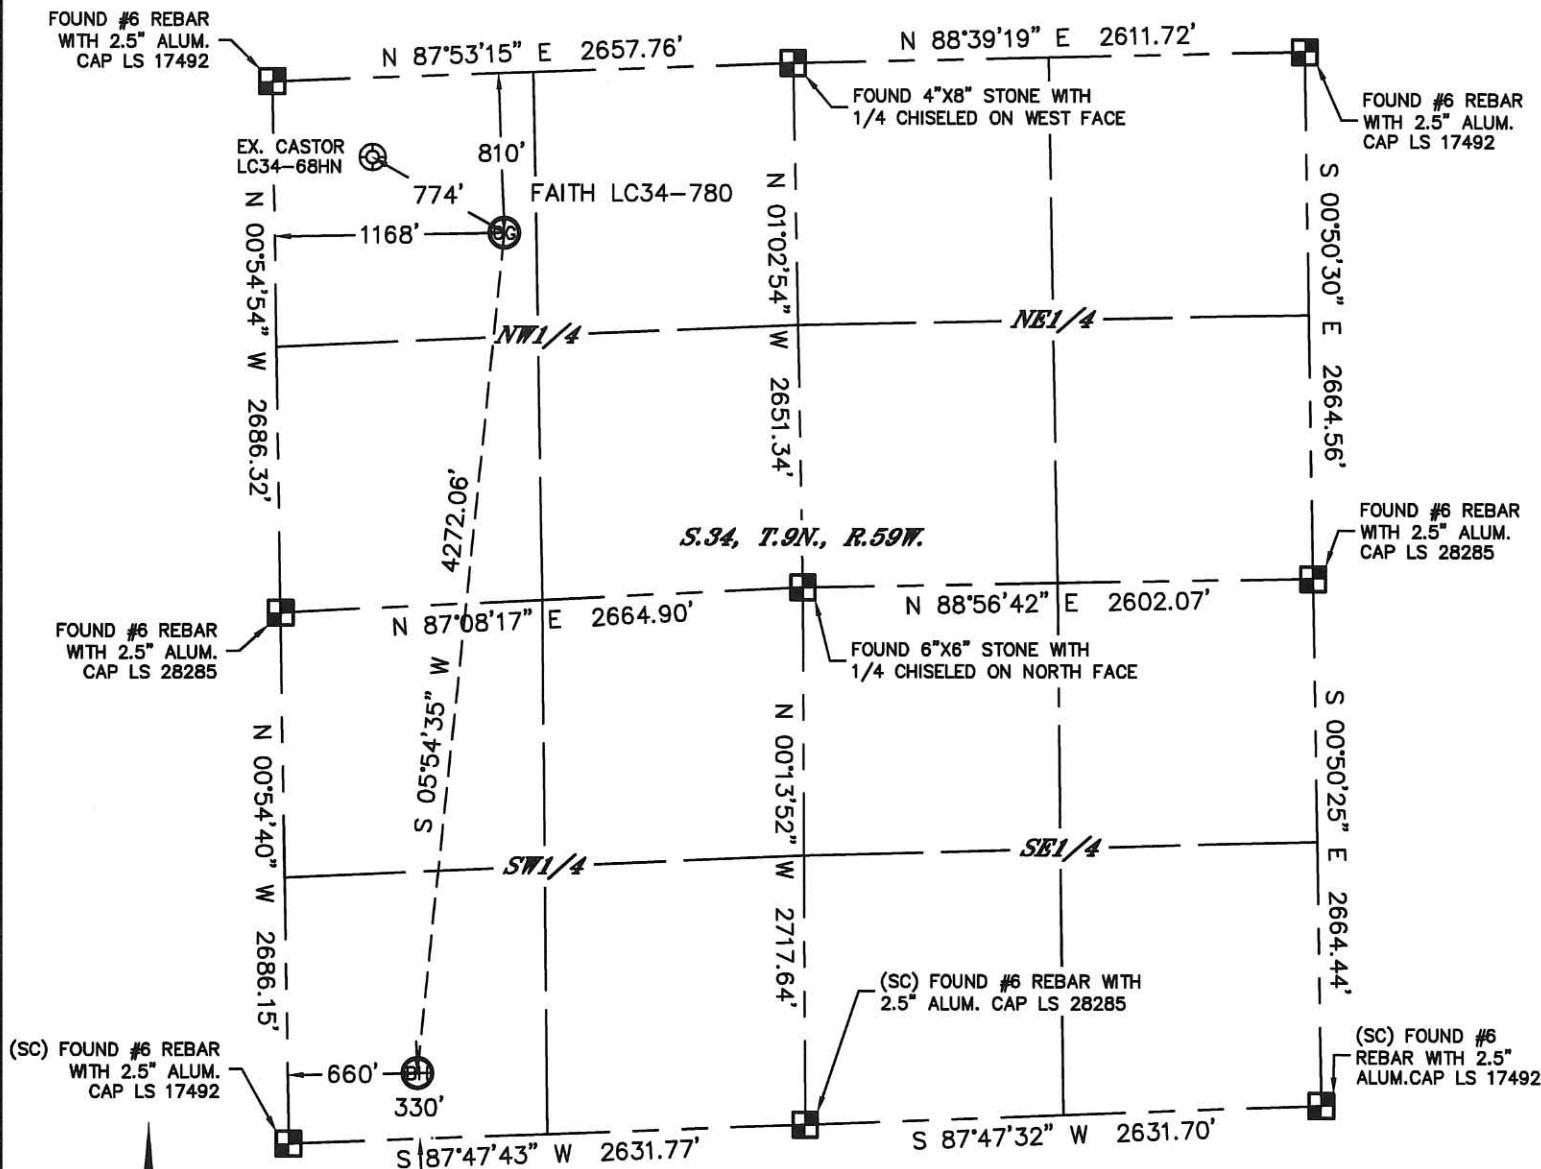 FOUND #6 REBAR
WITH 2.5" ALUM.
CAP LS 17492
N 87°53'15" E 2657.76'
N 88°39'19" E 2611.72'
FOUND 4"X8" STONE WITH
1/4 CHISELED ON WEST FACE
FOUND #6 REBAR
WITH 2.5" ALUM.
CAP LS 17492
EX. CASTOR
LC34-68HN
810'
774'
FAITH LC34-780
1168'
N 00°54'54" W 2686.32'
N 01°02'54" W 2651.34'
S 00°50'30" E 2664.56'
NW1/4
NE1/4
4272.06'
S.34, T.9N., R.59W.
FOUND #6 REBAR
WITH 2.5" ALUM.
CAP LS 28285
N 87°08'17" E 2664.90'
N 88°56'42" E 2602.07'
FOUND #6 REBAR
WITH 2.5" ALUM.
CAP LS 28285
FOUND 6"X6" STONE WITH
1/4 CHISELED ON NORTH FACE
S 05°54'35" W
N 00°54'40" W 2686.15'
N 00°13'52" W 2717.64'
S 00°50'25" E 2664.44'
SW1/4
SE1/4
(SC) FOUND #6 REBAR WITH
2.5" ALUM. CAP LS 28285
(SC) FOUND #6 REBAR
WITH 2.5" ALUM.
CAP LS 17492
(SC) FOUND #6
REBAR WITH 2.5"
ALUM.CAP LS 17492
660'
BH
330'
S 87°47'43" W 2631.77'
S 87°47'32" W 2631.70'